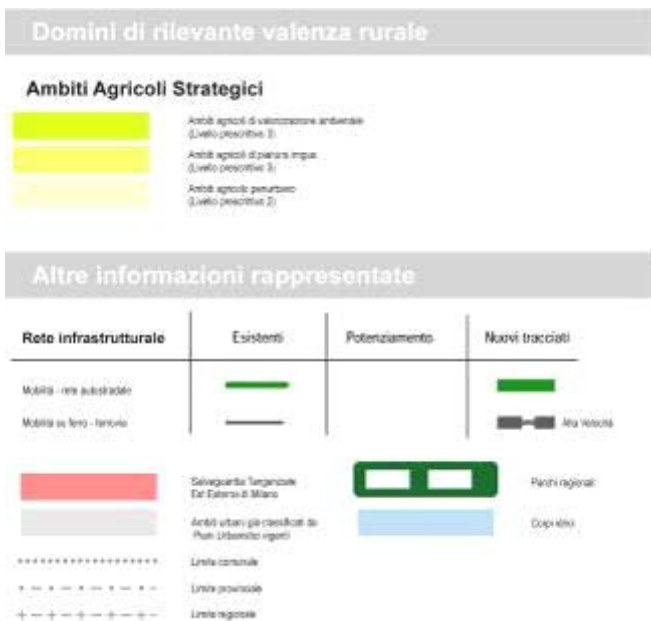 Domini di rilevante valenza rurale
Ambiti Agricoli Strategici
Ambiti agricoli di valorizzazione ambientale
(Livello prescrittivo 3)
Ambiti agricoli di pianura irrigua
(Livello prescrittivo 3)
Ambiti agricolo periurbano
(Livello prescrittivo 2)
Altre informazioni rappresentate
Rete infrastrutturale
Esistenti
Potenziamento
Nuovi tracciati
Mobilità - rete autostradale
Mobilità su ferro - ferrovia
Alta Velocità
Salvaguardia Tangenziale
Est Esterna di Milano
Parchi regionali
Ambiti urbani già classificati da
Piani Urbanistici vigenti
Corpi idrici
Limite comunale
Limite provinciale
Limite regionale